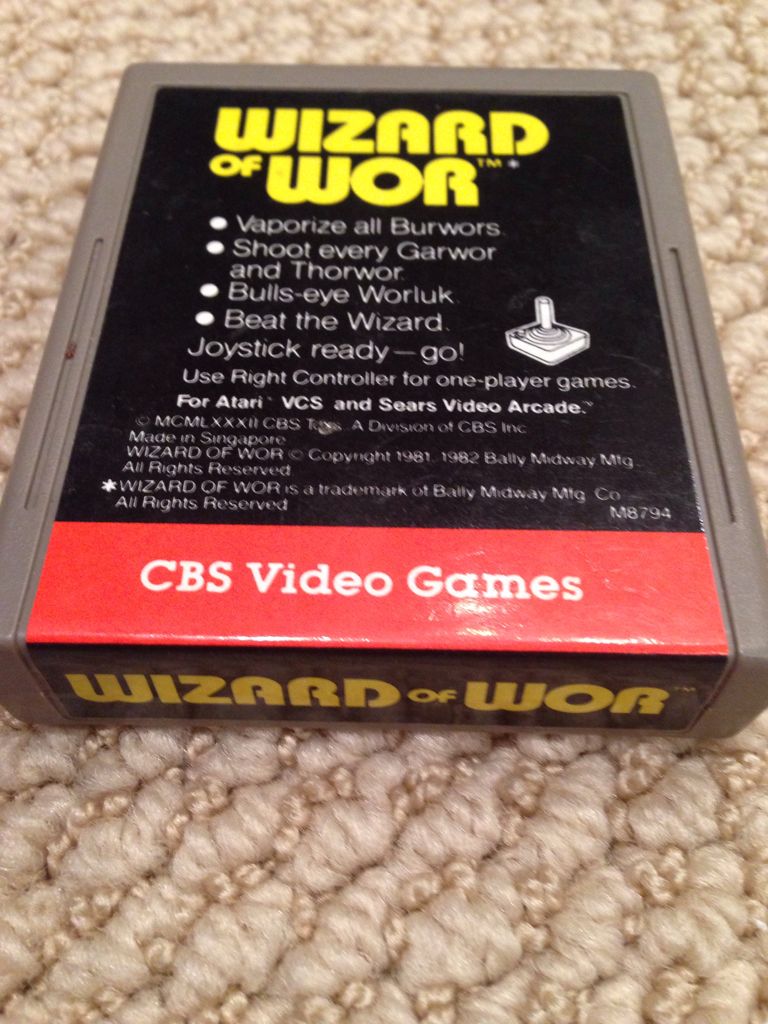 WIZARD
OF WOR™*
• Vaporize all Burwors.
• Shoot every Garwor
and Thorwor.
• Bulls-eye Worluk.
• Beat the Wizard.
Joystick ready—go!
Use Right Controller for one-player games.
For Atari® VCS and Sears Video Arcade.™
© MCMLXXXII CBS Toys. A Division of CBS Inc.
Made in Singapore
WIZARD OF WOR © Copyright 1981, 1982 Bally Midway Mfg.
All Rights Reserved
*WIZARD OF WOR is a trademark of Bally Midway Mfg. Co.
All Rights Reserved
M8794
CBS Video Games
WIZARD OF WOR™